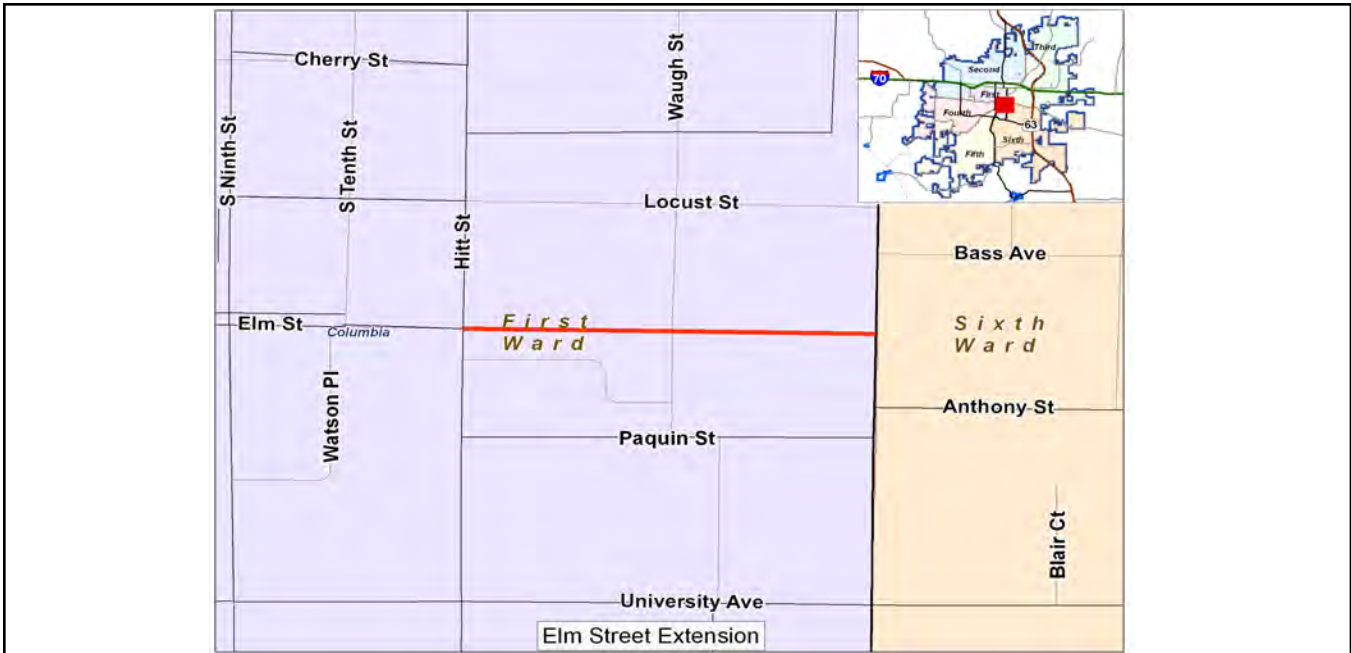 Cherry St
Waugh St
S Ninth St
S Tenth St
Hitt St
Locust St
Bass Ave
Elm St
Columbia
First
Ward
Sixth
Ward
Watson Pl
Anthony St
Paquin St
Blair Ct
University Ave
Elm Street Extension
Third
Second
70
First
Fourth
63
Sixth
Fifth